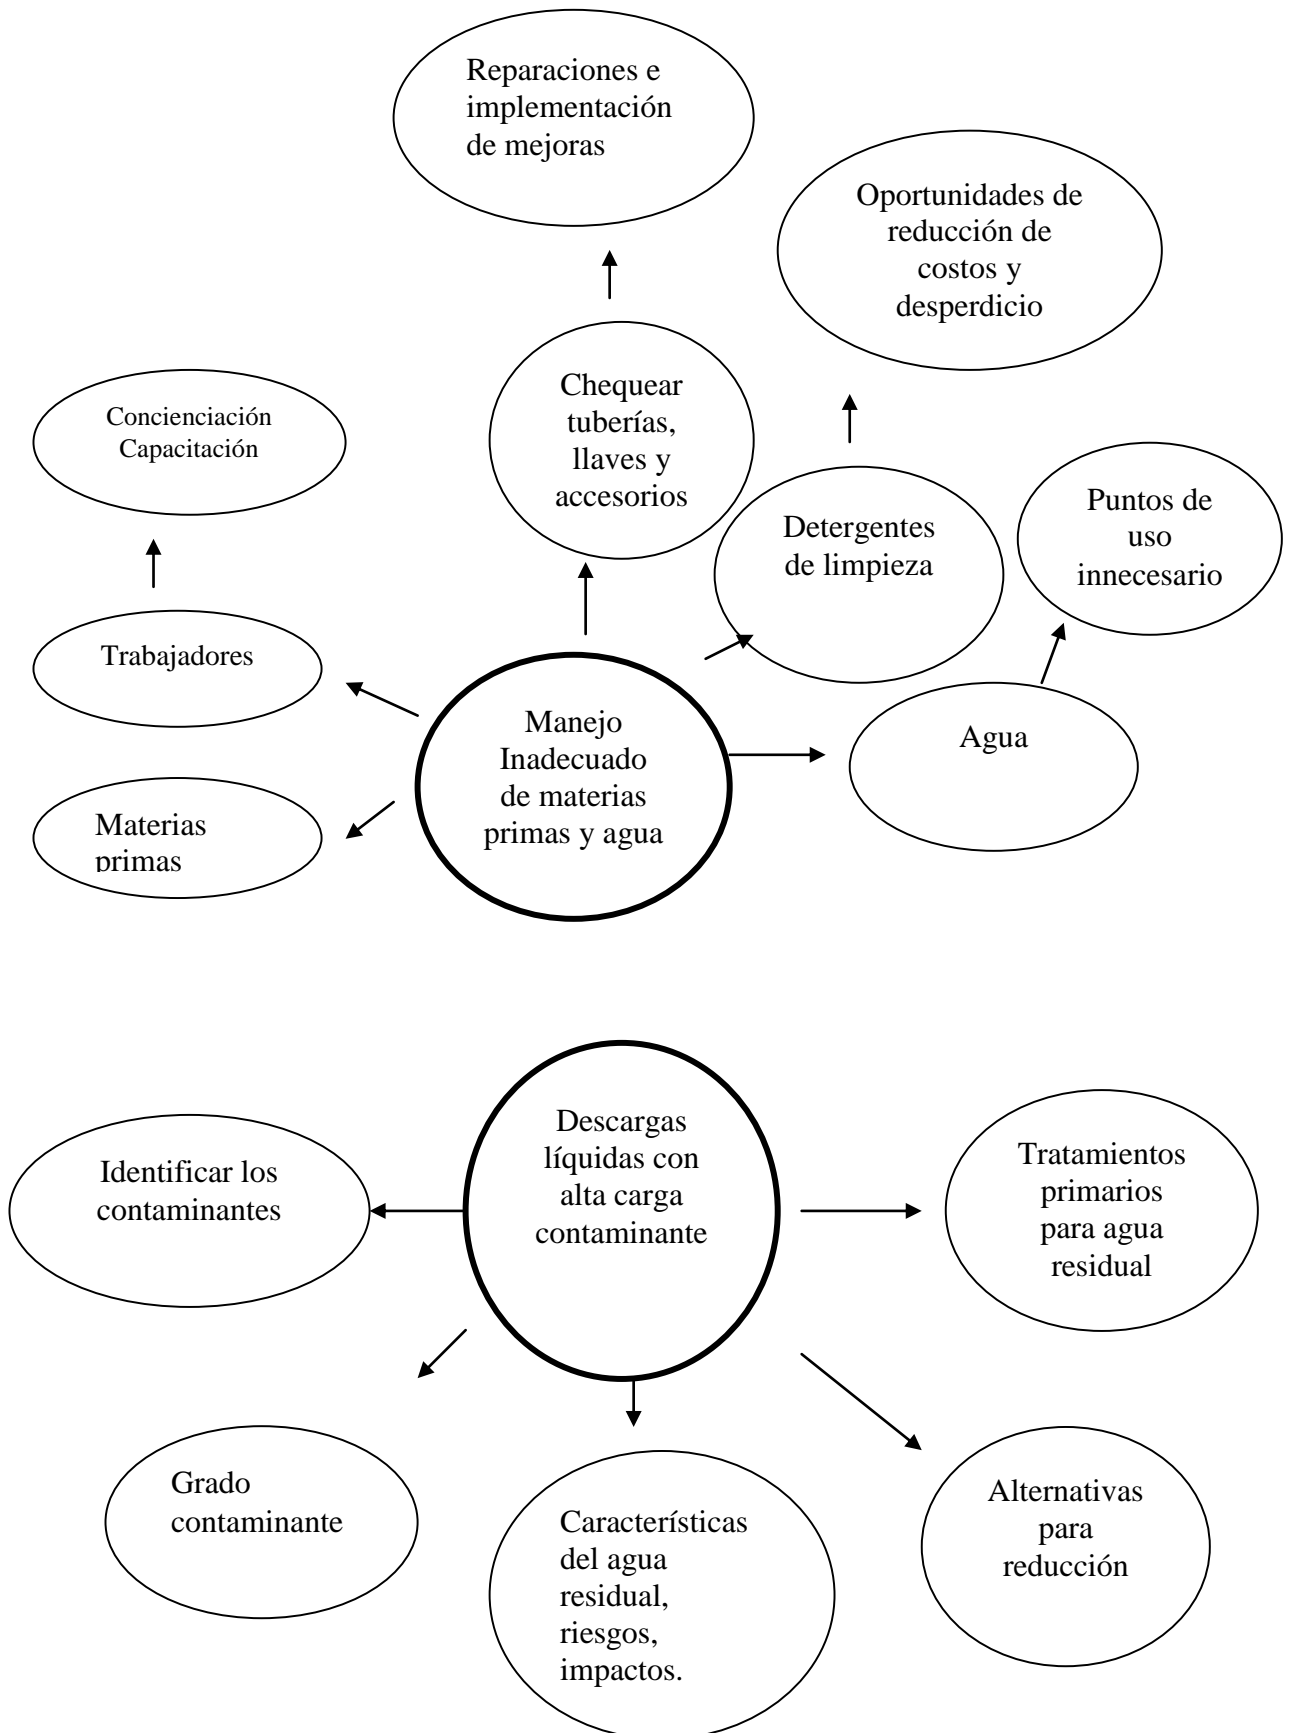 Reparaciones e
implementación
de mejoras
Oportunidades de
reducción de
costos y
desperdicio
Chequear
tuberías,
llaves y
accesorios
Concienciación
Capacitación
Detergentes
de limpieza
Puntos de
uso
innecesario
Trabajadores
Manejo
Inadecuado
de materias
primas y agua
Agua
Materias
primas
Descargas
líquidas con
alta carga
contaminante
Identificar los
contaminantes
Tratamientos
primarios
para agua
residual
Grado
contaminante
Características
del agua
residual,
riesgos,
impactos.
Alternativas
para
reducción